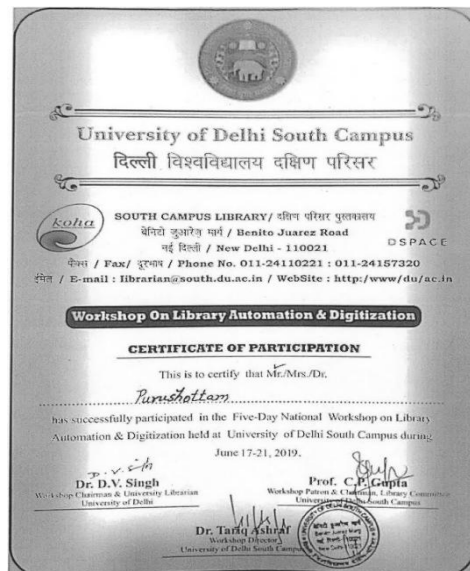 University of Delhi South Campus
दिल्ली विश्वविद्यालय दक्षिण परिसर
koha
SOUTH CAMPUS LIBRARY/ दक्षिण परिसर पुस्तकालय
बेनिटो जुआरेज़ मार्ग / Benito Juarez Road
DSPACE
नई दिल्ली / New Delhi - 110021
फैक्स / Fax/ दूरभाष / Phone No. 011-24110221 : 011-24157320
ईमेल / E-mail : librarian@south.du.ac.in / WebSite : http:/www/du/ac.in
Workshop On Library Automation & Digitization
CERTIFICATE OF PARTICIPATION
This is to certify that Mr./Mrs./Dr.
Purushottam
has successfully participated in the Five-Day National Workshop on Library
Automation & Digitization held at University of Delhi South Campus during
June 17-21, 2019.
Dr. D.V. Singh
Workshop Chairman & University Librarian
University of Delhi
Prof. C.P. Gupta
Workshop Patron & Chairman, Library Committee
University of Delhi South Campus
Dr. Tariq Ashraf
Workshop Director
University of Delhi South Campus